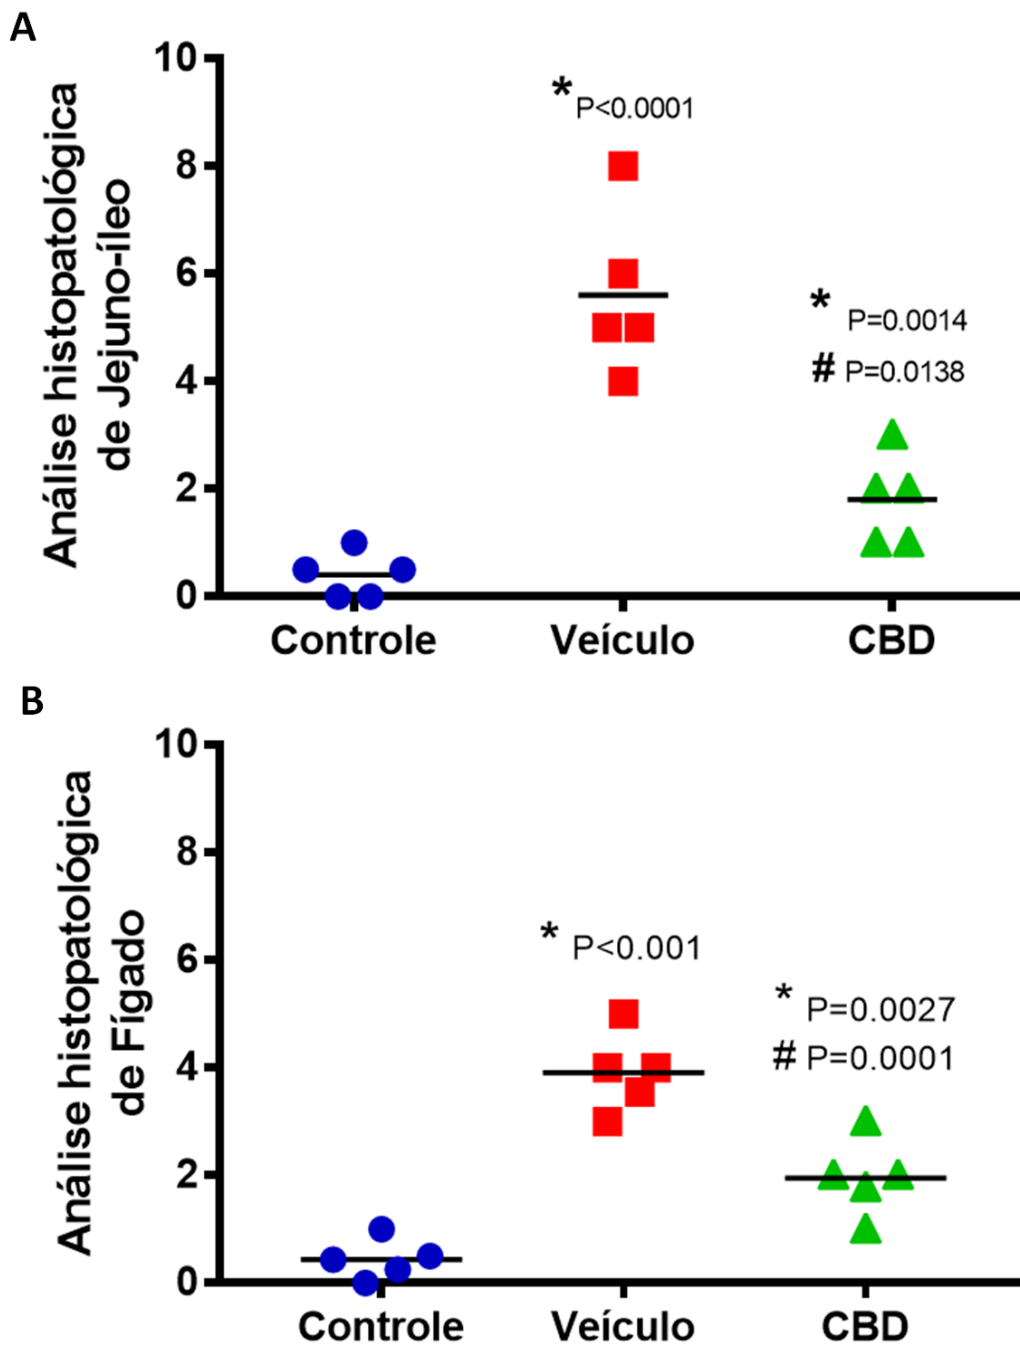 A
Análise histopatológica
de Jejuno-íleo
10
8
6
4
2
0
* P<0.0001
* P=0.0014
# P=0.0138
Controle Veículo CBD
B
Análise histopatológica
de Fígado
10
8
6
4
2
0
* P<0.001
* P=0.0027
# P=0.0001
Controle Veículo CBD